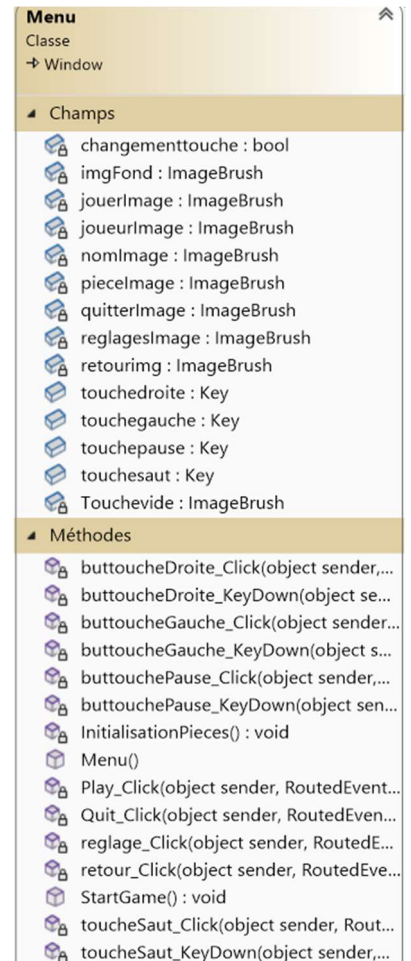 Menu
Classe
Window
Champs
changementtouche : bool
imgFond : ImageBrush
jouerImage : ImageBrush
joueurImage : ImageBrush
nomImage : ImageBrush
pieceImage : ImageBrush
quitterImage : ImageBrush
reglagesImage : ImageBrush
retourimg : ImageBrush
touchedroite : Key
touchegauche : Key
touchepause : Key
touchesaut : Key
Touchevide : ImageBrush
Méthodes
buttoucheDroite_Click(object sender,...
buttoucheDroite_KeyDown(object se...
buttoucheGauche_Click(object sender...
buttoucheGauche_KeyDown(object s...
buttouchePause_Click(object sender,...
buttouchePause_KeyDown(object sen...
InitialisationPieces() : void
Menu()
Play_Click(object sender, RoutedEvent...
Quit_Click(object sender, RoutedEven...
reglage_Click(object sender, RoutedE...
retour_Click(object sender, RoutedEve...
StartGame() : void
toucheSaut_Click(object sender, Rout...
toucheSaut_KeyDown(object sender,...